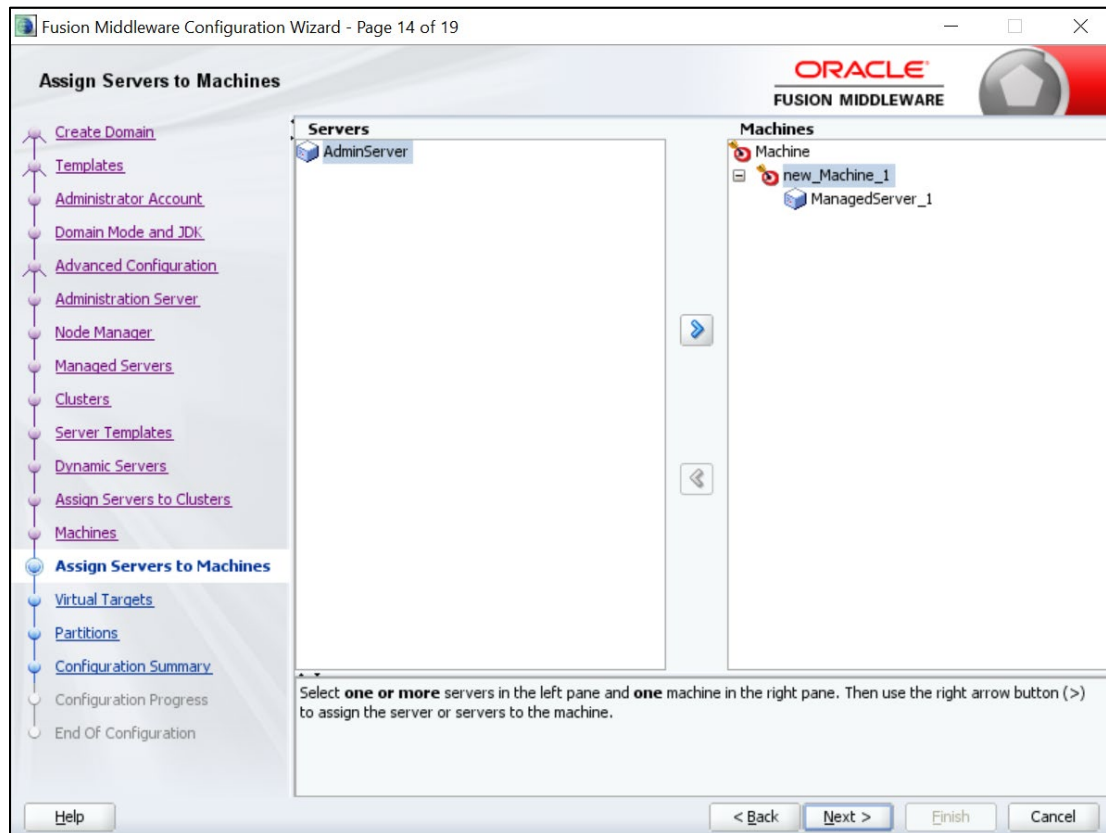 Fusion Middleware Configuration Wizard - Page 14 of 19
Assign Servers to Machines
ORACLE
FUSION MIDDLEWARE
Create Domain
Templates
Administrator Account
Domain Mode and JDK
Advanced Configuration
Administration Server
Node Manager
Managed Servers
Clusters
Server Templates
Dynamic Servers
Assign Servers to Clusters
Machines
Assign Servers to Machines
Virtual Targets
Partitions
Configuration Summary
Configuration Progress
End Of Configuration
Servers
AdminServer
Machines
Machine
new_Machine_1
ManagedServer_1
Select one or more servers in the left pane and one machine in the right pane. Then use the right arrow button (>)
to assign the server or servers to the machine.
Help
< Back
Next >
Finish
Cancel